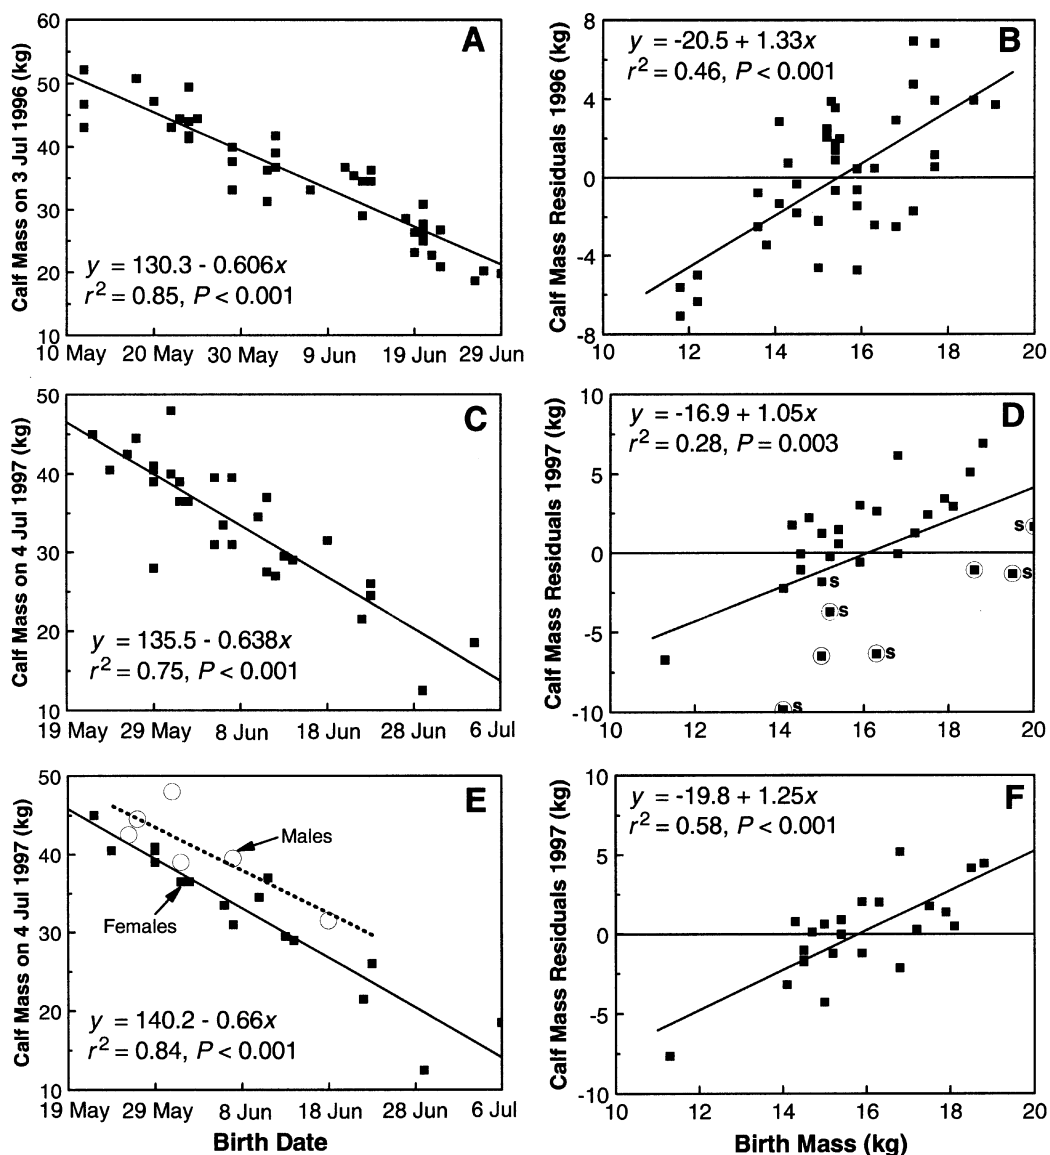 A
Calf Mass on 3 Jul 1996 (kg)
60
50
40
30
20
10
y = 130.3 - 0.606x
r² = 0.85, P < 0.001
10 May 20 May 30 May 9 Jun 19 Jun 29 Jun
B
Calf Mass Residuals 1996 (kg)
8
4
0
-4
-8
y = -20.5 + 1.33x
r² = 0.46, P < 0.001
10 12 14 16 18 20
C
Calf Mass on 4 Jul 1997 (kg)
50
40
30
20
10
y = 135.5 - 0.638x
r² = 0.75, P < 0.001
19 May 29 May 8 Jun 18 Jun 28 Jun 6 Jul
D
Calf Mass Residuals 1997 (kg)
10
5
0
-5
-10
y = -16.9 + 1.05x
r² = 0.28, P = 0.003
s
s
s
s
s
s
10 12 14 16 18 20
E
Calf Mass on 4 Jul 1997 (kg)
50
40
30
20
10
Males
Females
y = 140.2 - 0.66x
r² = 0.84, P < 0.001
19 May 29 May 8 Jun 18 Jun 28 Jun 6 Jul
Birth Date
F
Calf Mass Residuals 1997 (kg)
10
5
0
-5
-10
y = -19.8 + 1.25x
r² = 0.58, P < 0.001
10 12 14 16 18 20
Birth Mass (kg)